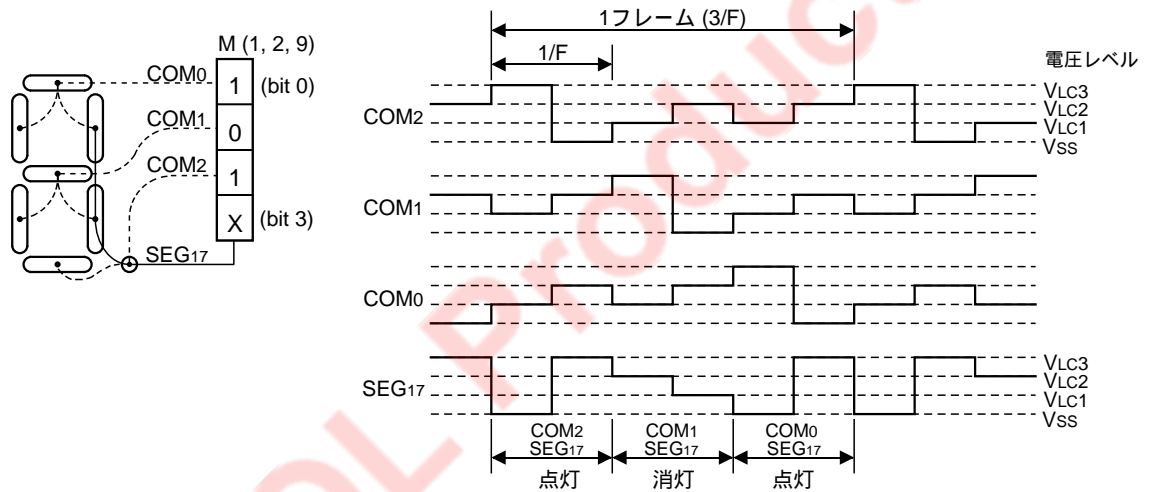 M (1, 2, 9)
COM0 1 (bit 0)
COM1 0
COM2 1
X (bit 3)
SEG17
1フレーム (3/F)
1/F
電圧レベル
COM2
VLC3
VLC2
VLC1
VSS
COM1
COM0
SEG17
VLC3
VLC2
VLC1
VSS
COM2 COM1 COM0
SEG17 SEG17 SEG17
点灯 消灯 点灯
OL Product